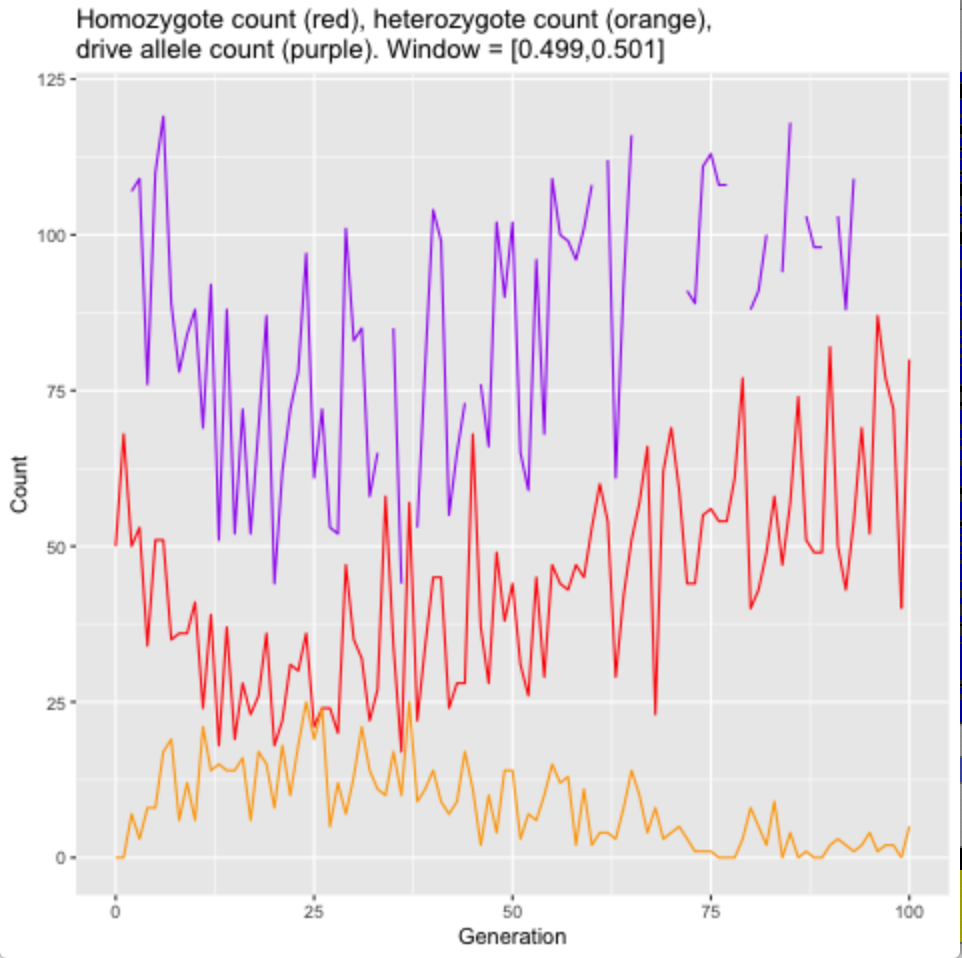 Homozygote count (red), heterozygote count (orange),
drive allele count (purple). Window = [0.499,0.501]
125
100
75
50
25
0
Count
0 25 50 75 100
Generation